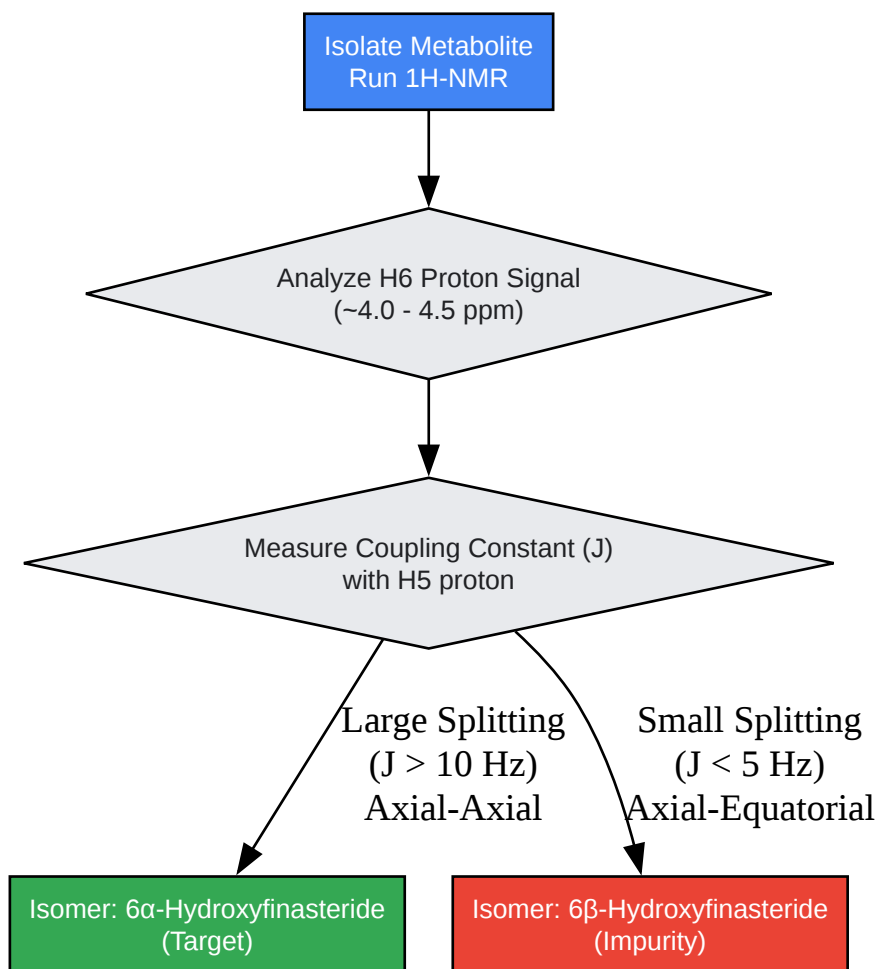 Isolate Metabolite
Run 1H-NMR
Analyze H6 Proton Signal
(~4.0 - 4.5 ppm)
Measure Coupling Constant (J)
with H5 proton
Large Splitting
(J > 10 Hz)
Axial-Axial
Small Splitting
(J < 5 Hz)
Axial-Equatorial
Isomer: 6α-Hydroxyfinasteride
(Target)
Isomer: 6β-Hydroxyfinasteride
(Impurity)